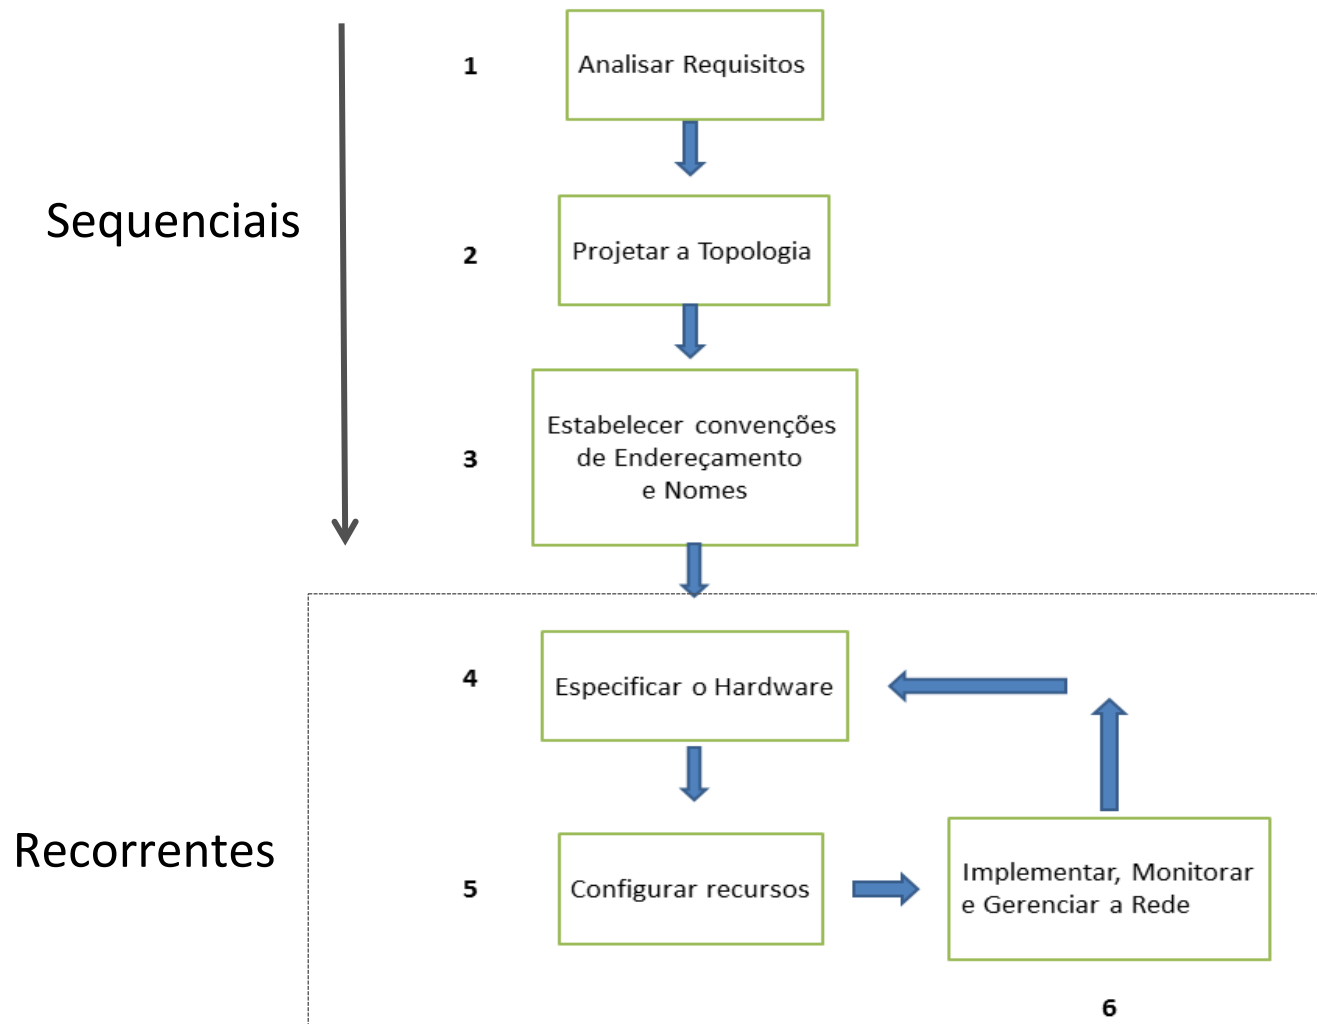 1
Analisar Requisitos
Sequenciais
2
Projetar a Topologia
3
Estabelecer convenções
de Endereçamento
e Nomes
4
Especificar o Hardware
Recorrentes
5
Configurar recursos
Implementar, Monitorar
e Gerenciar a Rede
6